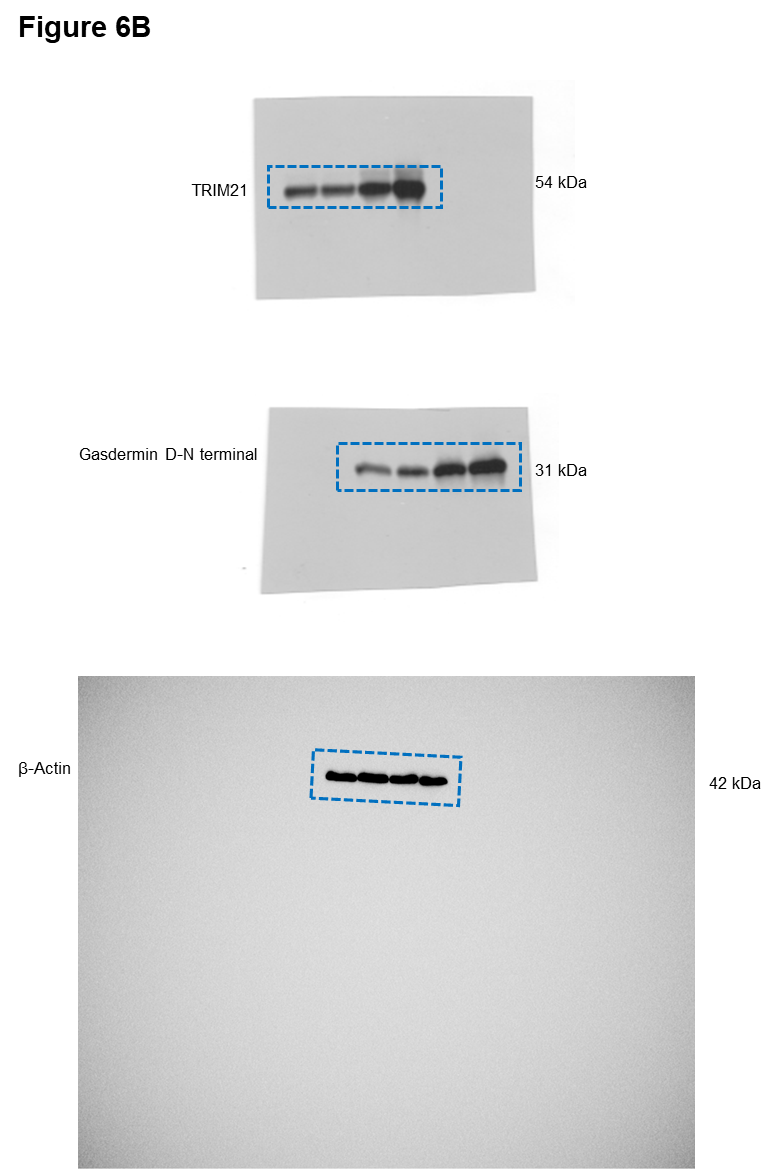 Figure 6B
TRIM21
54 kDa
Gasdermin D-N terminal
31 kDa
β-Actin
42 kDa